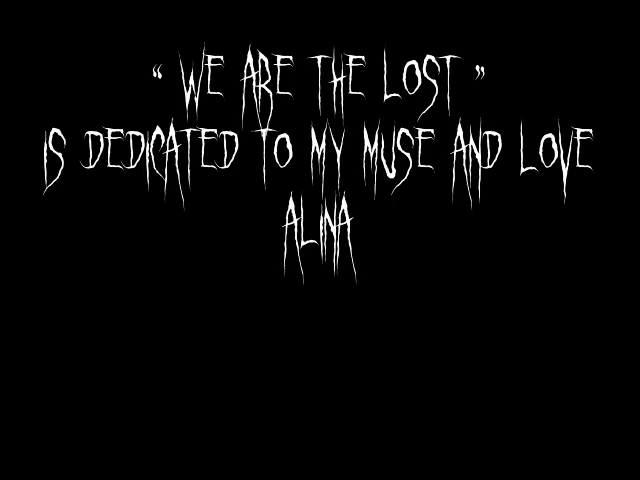 “ WE ARE THE LOST ”
IS DEDICATED TO MY MUSE AND LOVE
ALINA